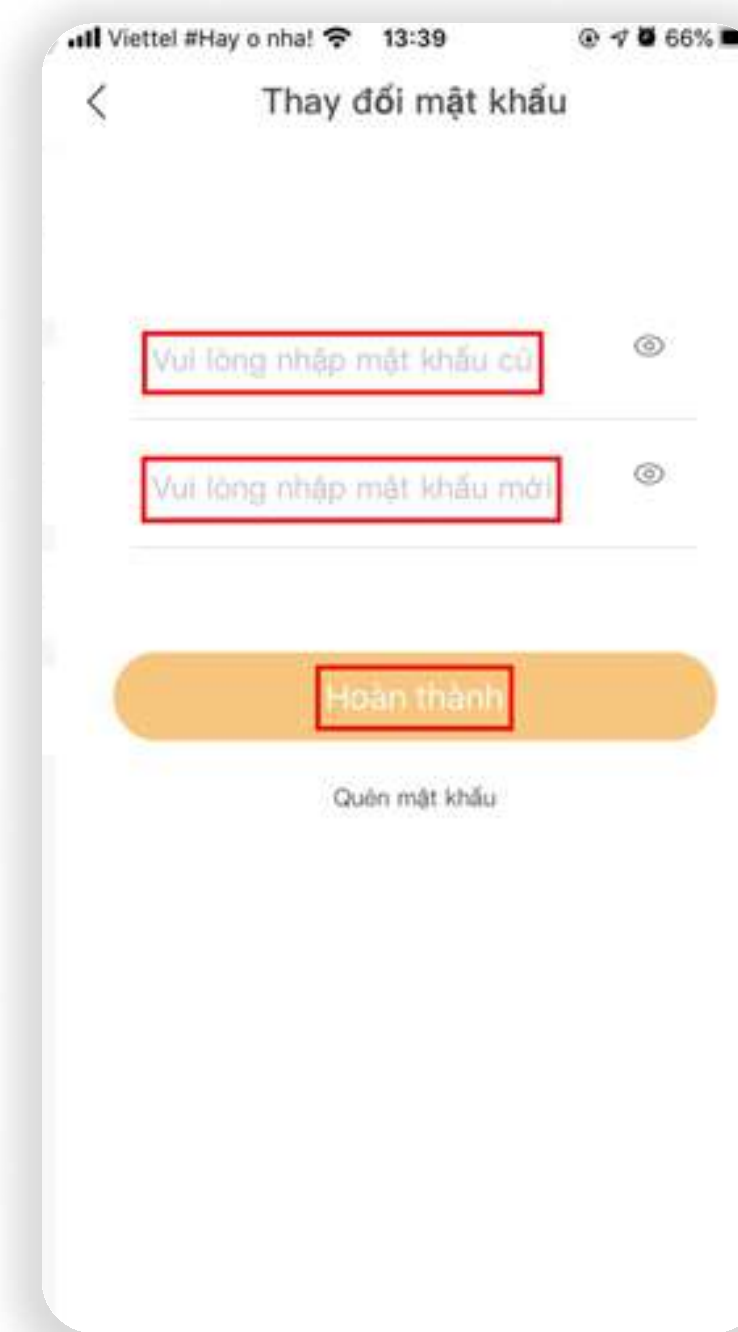 Viettel #Hay o nha! 13:39 66%
Thay đổi mật khẩu
Vui lòng nhập mật khẩu cũ
Vui lòng nhập mật khẩu mới
Hoàn thành
Quên mật khẩu